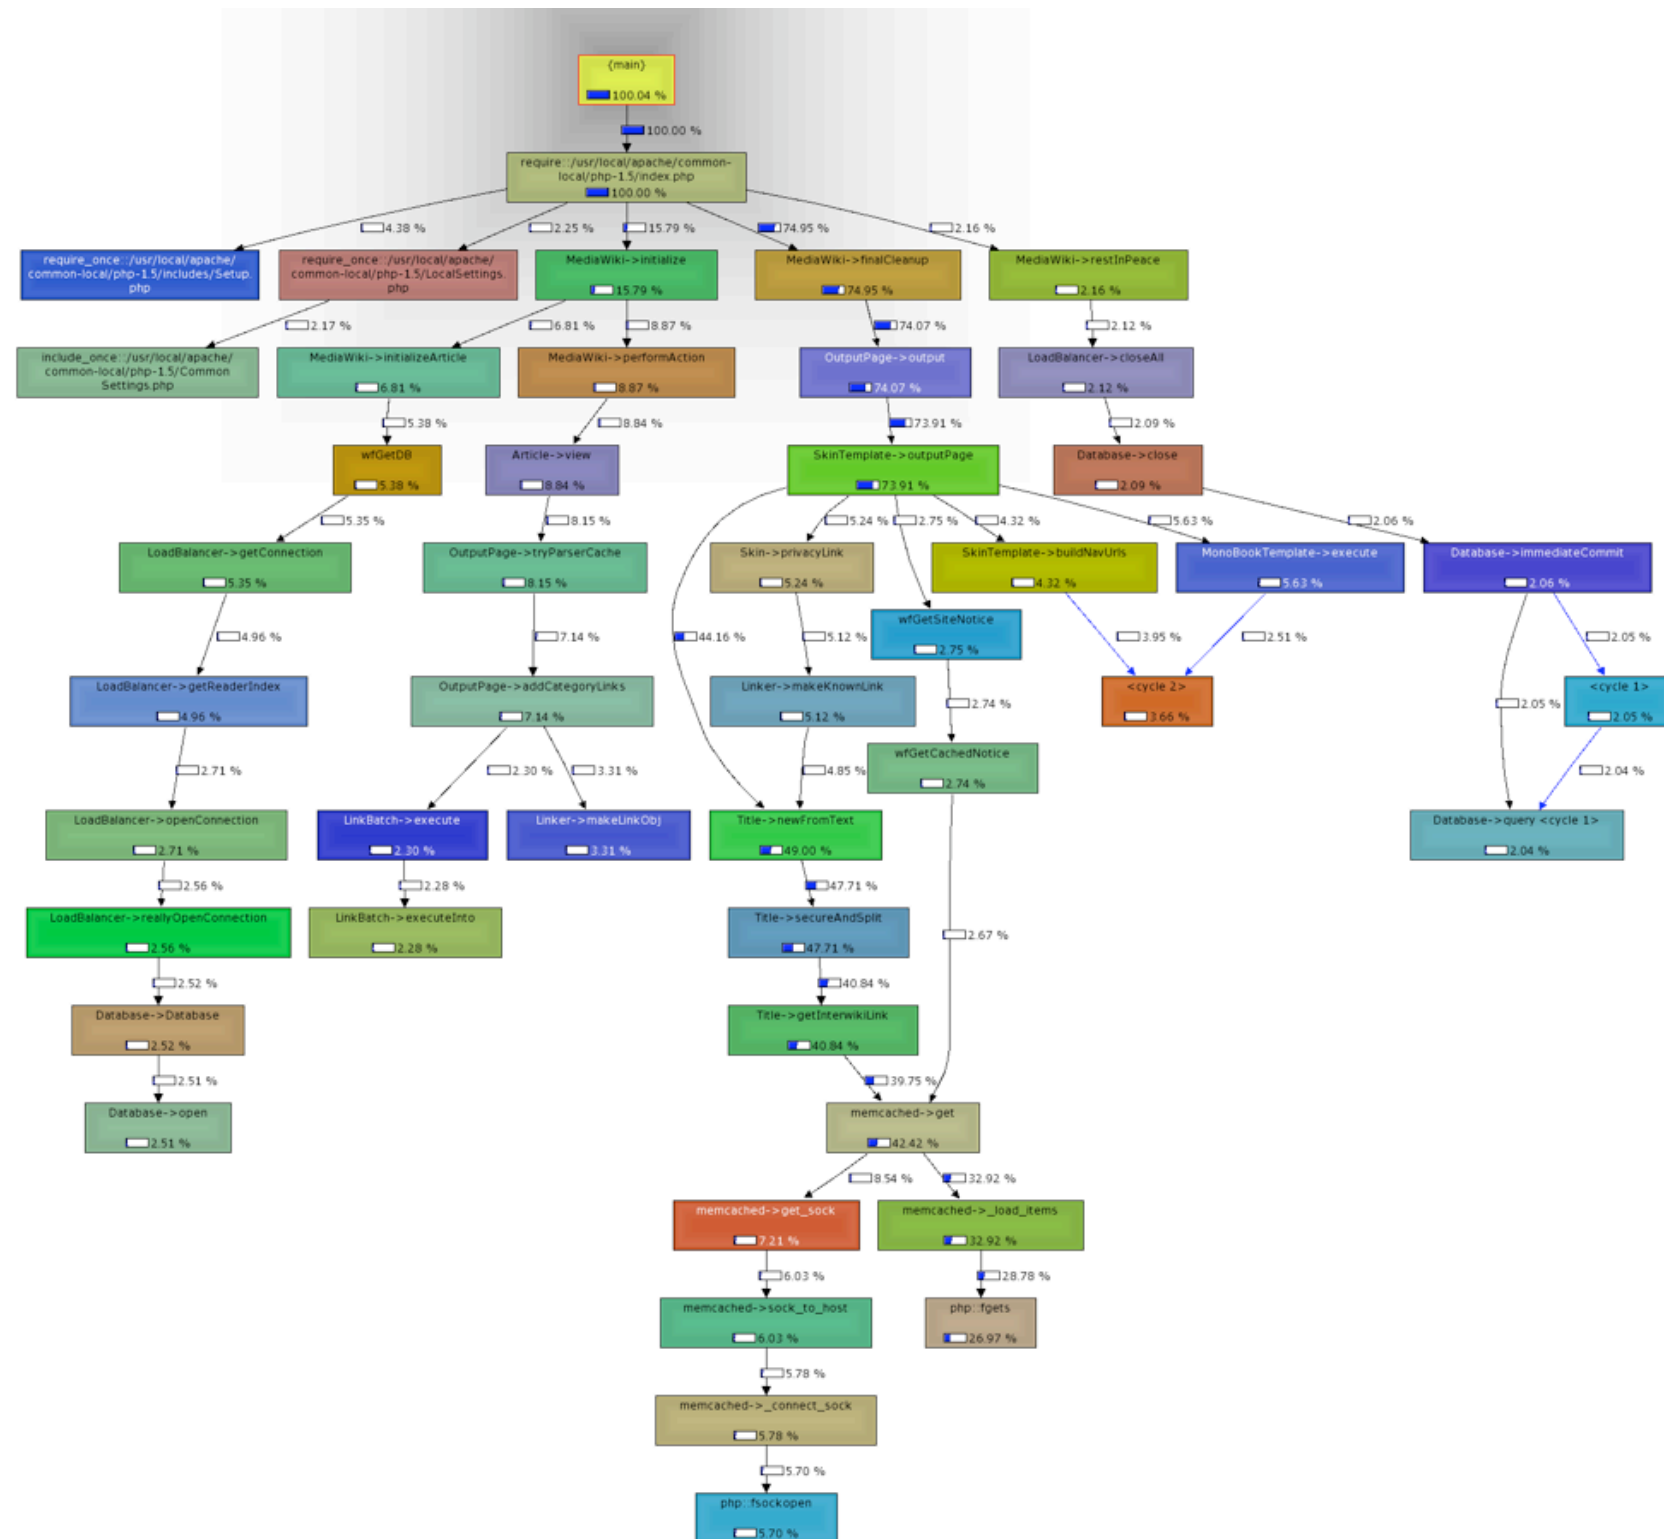 {main}
100.04 %
100.00 %
require::/usr/local/apache/common-
local/php-1.5/index.php
100.00 %
4.38 %
2.25 %
15.79 %
74.95 %
2.16 %
require_once::/usr/local/apache/
common-local/php-1.5/includes/Setup.
php
require_once::/usr/local/apache/
common-local/php-1.5/LocalSettings.
php
MediaWiki->initialize
15.79 %
MediaWiki->finalCleanup
74.95 %
MediaWiki->restInPeace
2.16 %
2.17 %
6.81 %
8.87 %
74.07 %
2.12 %
include_once::/usr/local/apache/
common-local/php-1.5/Common
Settings.php
MediaWiki->initializeArticle
6.81 %
MediaWiki->performAction
8.87 %
OutputPage->output
74.07 %
LoadBalancer->closeAll
2.12 %
5.38 %
8.84 %
73.91 %
2.09 %
wfGetDB
5.38 %
Article->view
8.84 %
SkinTemplate->outputPage
73.91 %
Database->close
2.09 %
5.35 %
8.15 %
5.24 %
2.75 %
4.32 %
5.63 %
2.06 %
LoadBalancer->getConnection
5.35 %
OutputPage->tryParserCache
8.15 %
Skin->privacyLink
5.24 %
SkinTemplate->buildNavUrls
4.32 %
MonoBookTemplate->execute
5.63 %
Database->immediateCommit
2.06 %
wfGetSiteNotice
2.75 %
4.96 %
7.14 %
44.16 %
5.12 %
3.95 %
2.51 %
2.05 %
LoadBalancer->getReaderIndex
4.96 %
OutputPage->addCategoryLinks
7.14 %
Linker->makeKnownLink
5.12 %
2.74 %
<cycle 2>
3.66 %
2.05 %
<cycle 1>
2.05 %
wfGetCachedNotice
2.74 %
2.71 %
2.30 %
3.31 %
4.85 %
2.04 %
LoadBalancer->openConnection
2.71 %
LinkBatch->execute
2.30 %
Linker->makeLinkObj
3.31 %
Title->newFromText
49.00 %
Database->query <cycle 1>
2.04 %
2.56 %
2.28 %
47.71 %
LoadBalancer->reallyOpenConnection
2.56 %
LinkBatch->executeInto
2.28 %
Title->secureAndSplit
47.71 %
2.67 %
2.52 %
40.84 %
Database->Database
2.52 %
Title->getInterwikiLink
40.84 %
2.51 %
39.75 %
Database->open
2.51 %
memcached->get
42.42 %
8.54 %
32.92 %
memcached->get_sock
7.21 %
memcached->_load_items
32.92 %
6.03 %
28.78 %
memcached->sock_to_host
6.03 %
php::fgets
26.97 %
5.78 %
memcached->_connect_sock
5.78 %
5.70 %
php::fsockopen
5.70 %